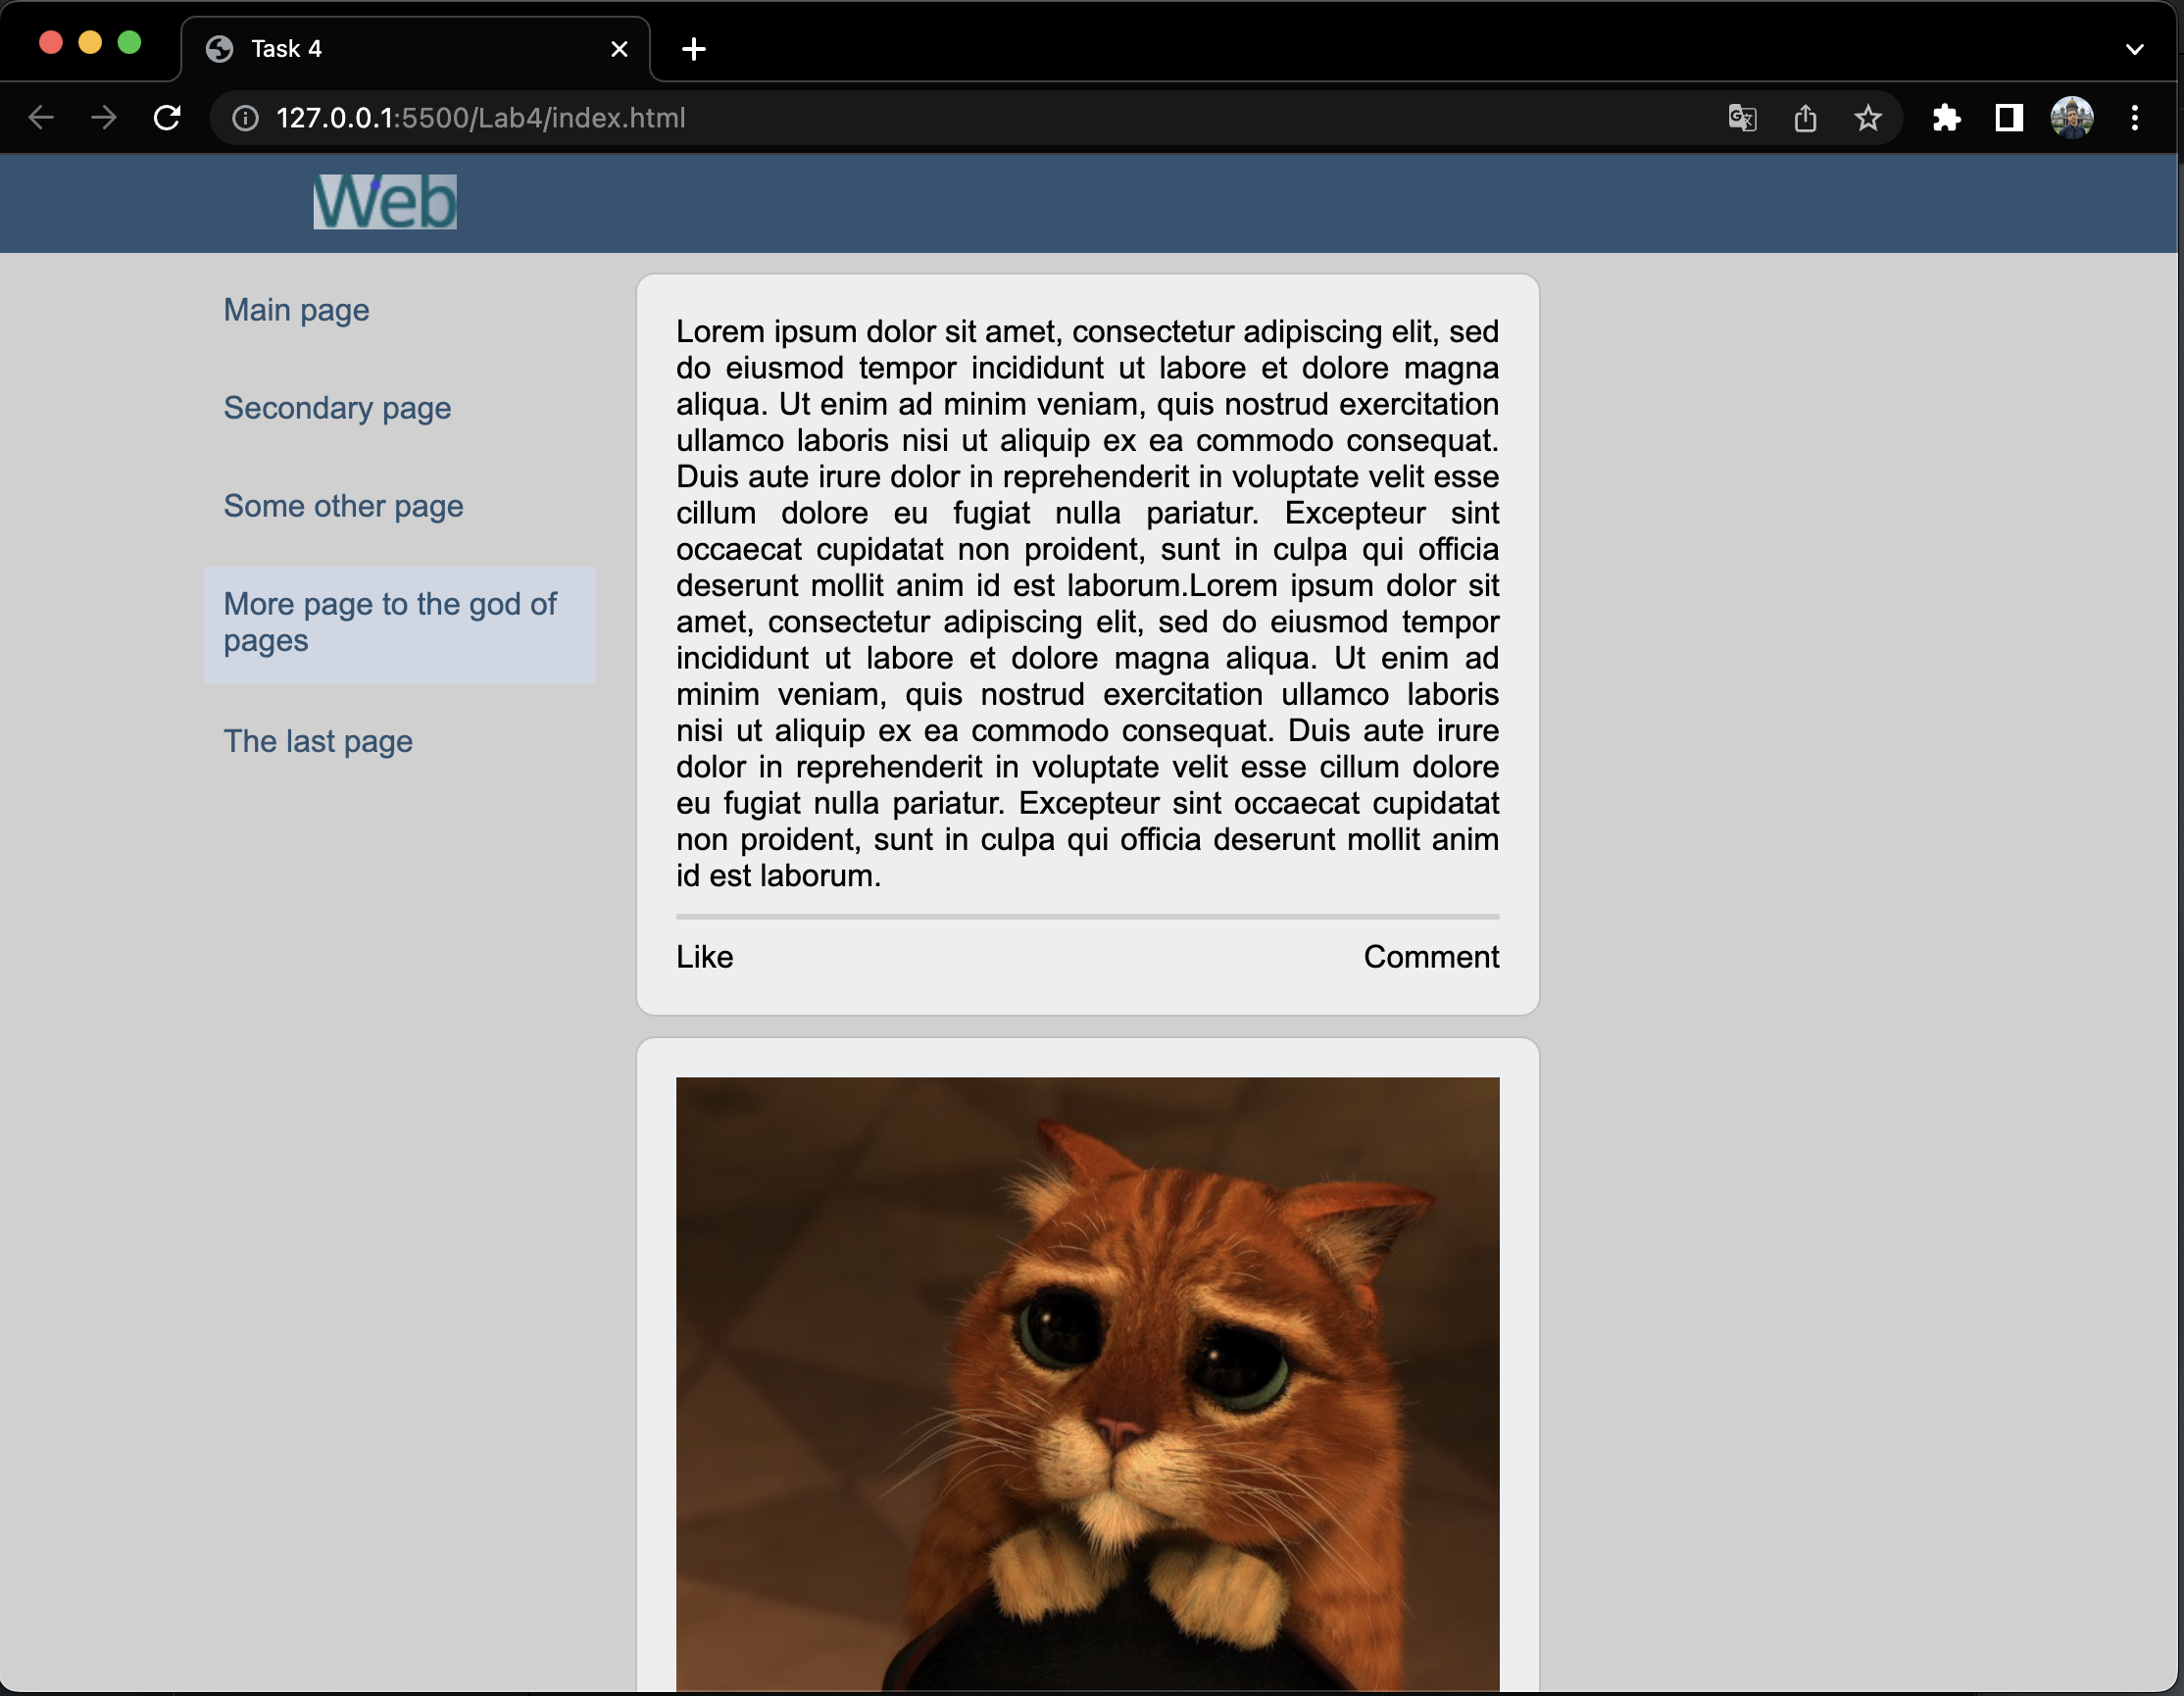 Task 4
127.0.0.1:5500/Lab4/index.html
Web
Main page
Secondary page
Some other page
More page to the god of
pages
The last page
Lorem ipsum dolor sit amet, consectetur adipiscing elit, sed
do eiusmod tempor incididunt ut labore et dolore magna
aliqua. Ut enim ad minim veniam, quis nostrud exercitation
ullamco laboris nisi ut aliquip ex ea commodo consequat.
Duis aute irure dolor in reprehenderit in voluptate velit esse
cillum dolore eu fugiat nulla pariatur. Excepteur sint
occaecat cupidatat non proident, sunt in culpa qui officia
deserunt mollit anim id est laborum.Lorem ipsum dolor sit
amet, consectetur adipiscing elit, sed do eiusmod tempor
incididunt ut labore et dolore magna aliqua. Ut enim ad
minim veniam, quis nostrud exercitation ullamco laboris
nisi ut aliquip ex ea commodo consequat. Duis aute irure
dolor in reprehenderit in voluptate velit esse cillum dolore
eu fugiat nulla pariatur. Excepteur sint occaecat cupidatat
non proident, sunt in culpa qui officia deserunt mollit anim
id est laborum.
Like
Comment